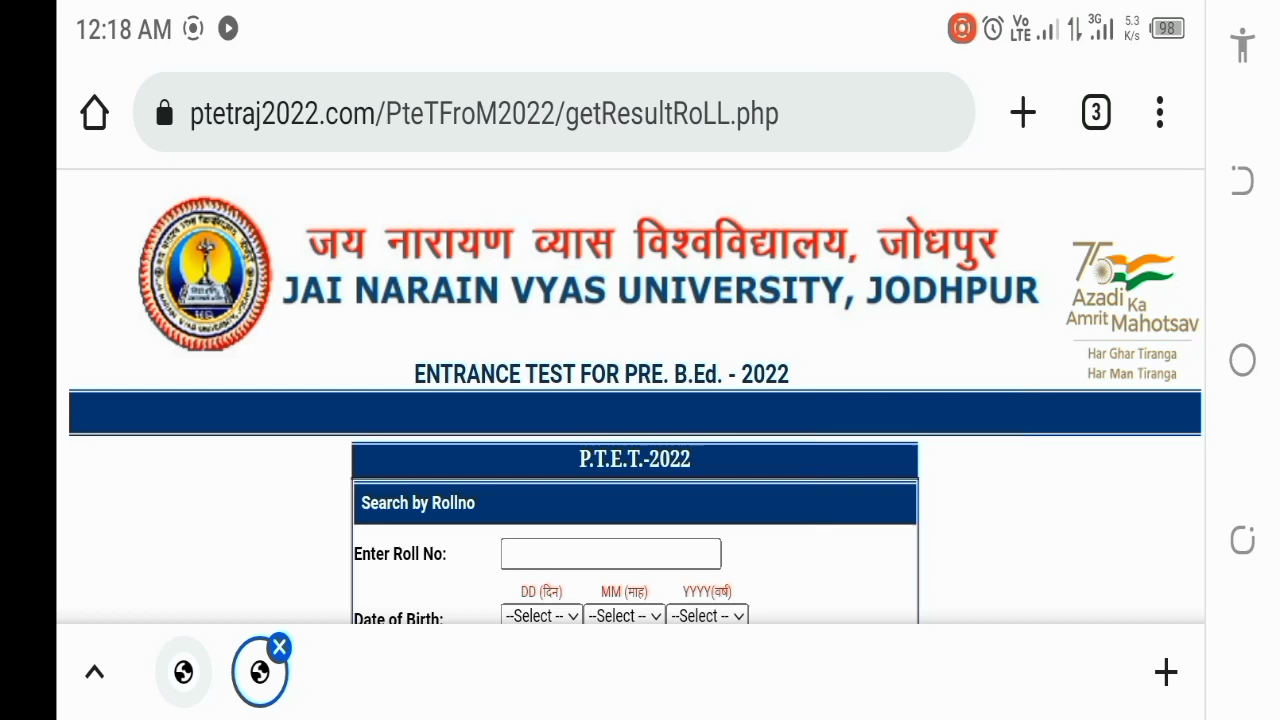 12:18 AM
Vo LTE 3G 5.3 K/s 98
ptetraj2022.com/PteTFroM2022/getResultRoLL.php
3
जय नारायण व्यास विश्वविद्यालय, जोधपुर
JAI NARAIN VYAS UNIVERSITY, JODHPUR
75
Azadi Ka
Amrit Mahotsav
Har Ghar Tiranga
Har Man Tiranga
ENTRANCE TEST FOR PRE. B.Ed. - 2022
P.T.E.T.-2022
Search by Rollno
Enter Roll No:
DD (दिन) MM (माह) YYYY(वर्ष)
Date of Birth: --Select -- --Select -- --Select --